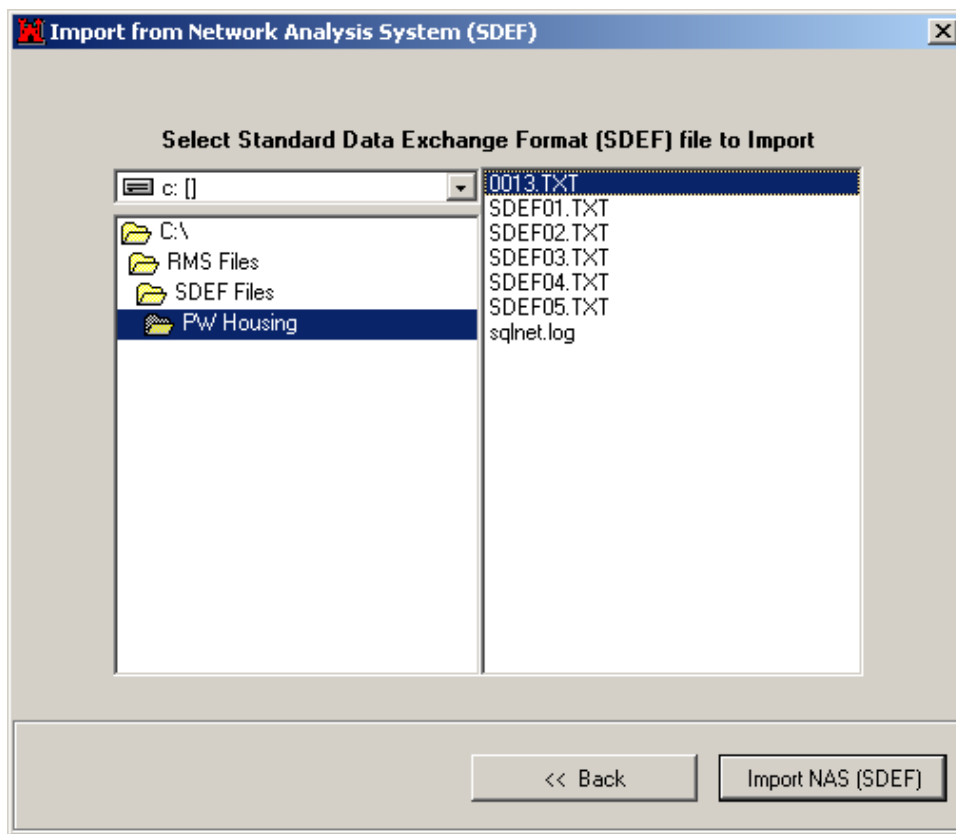 Import from Network Analysis System (SDEF)
Select Standard Data Exchange Format (SDEF) file to Import
c: []
C:\
RMS Files
SDEF Files
PW Housing
0013.TXT
SDEF01.TXT
SDEF02.TXT
SDEF03.TXT
SDEF04.TXT
SDEF05.TXT
sqlnet.log
<< Back
Import NAS (SDEF)